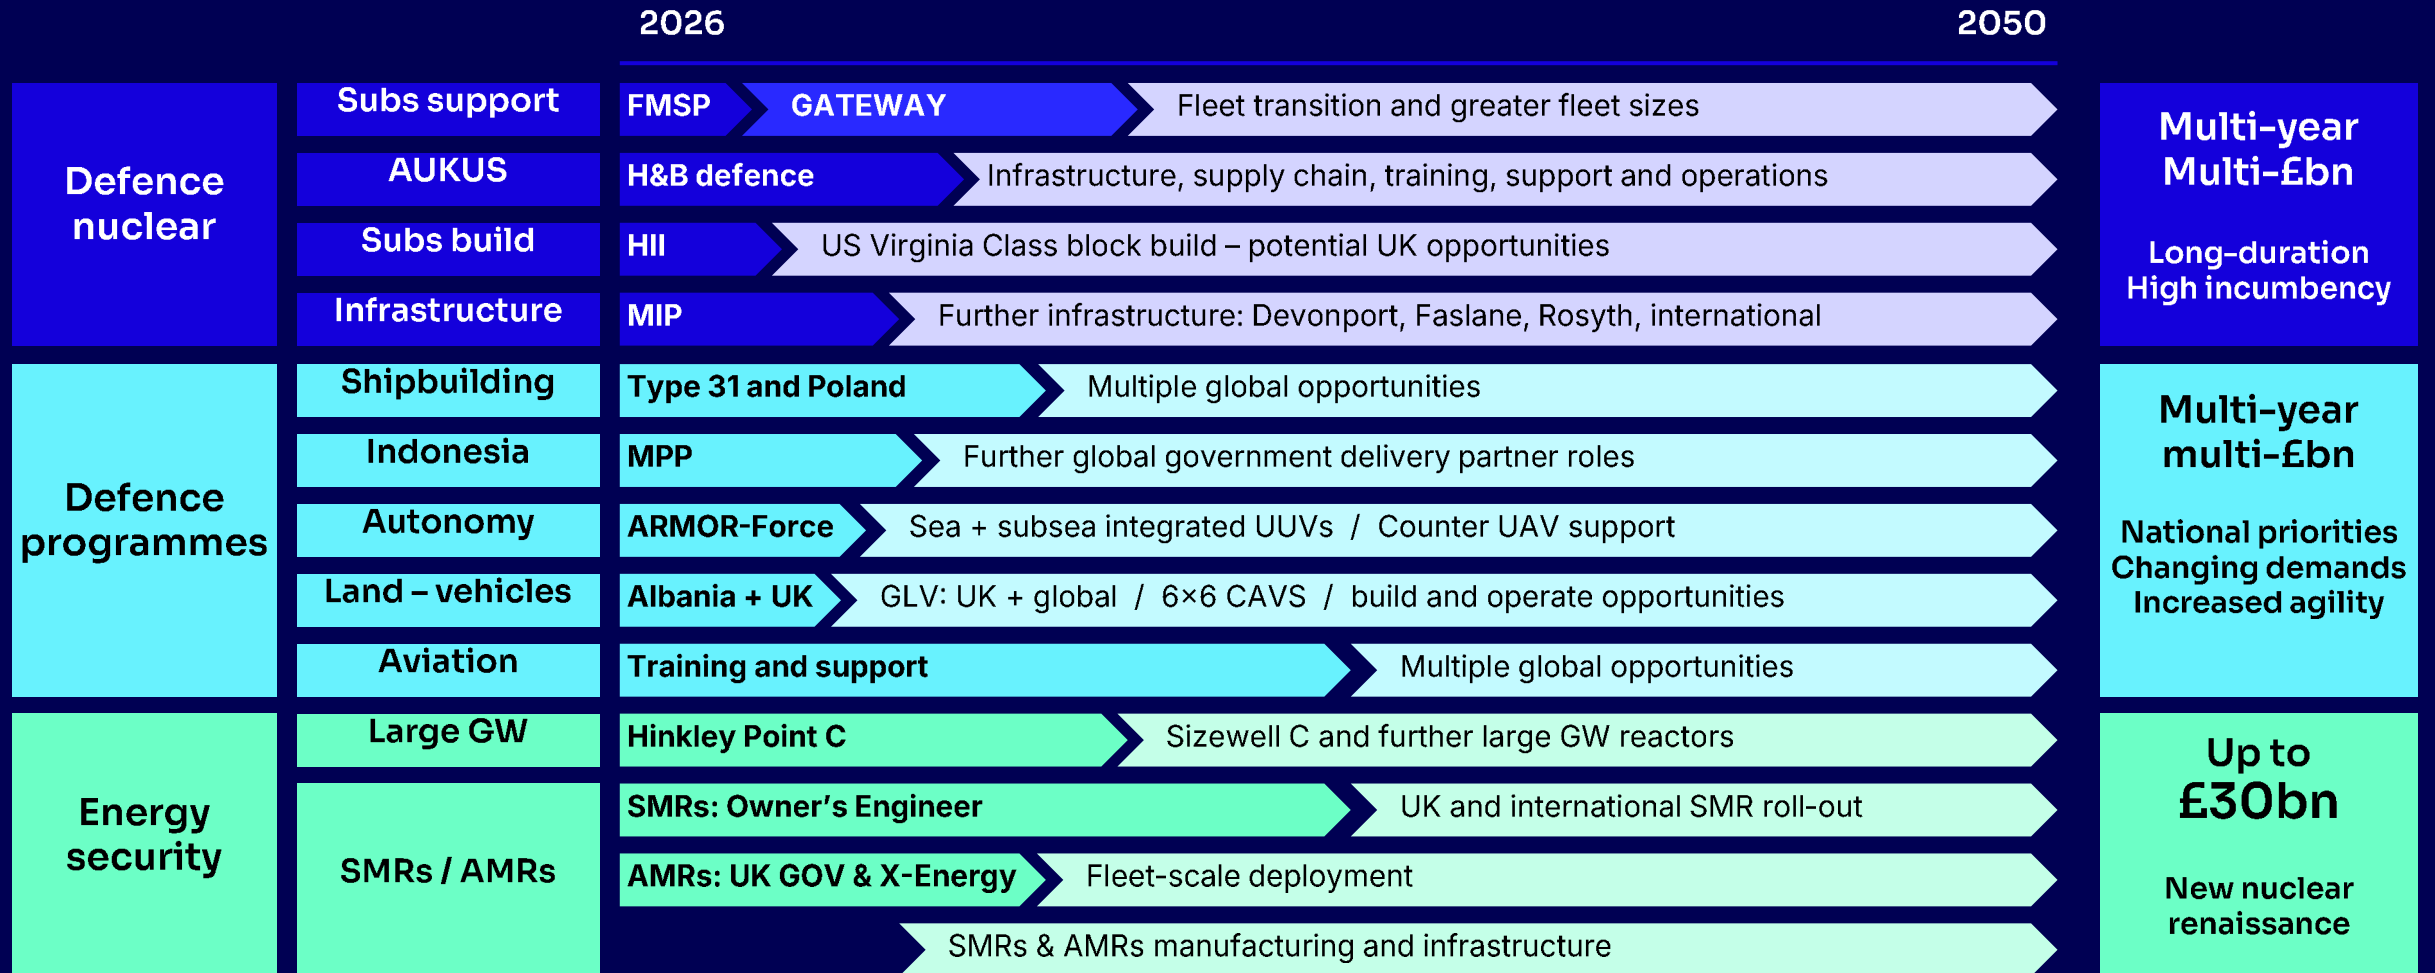 2026
2050
Defence
nuclear
Subs support
FMSP
GATEWAY
Fleet transition and greater fleet sizes
AUKUS
H&B defence
Infrastructure, supply chain, training, support and operations
Subs build
HII
US Virginia Class block build – potential UK opportunities
Infrastructure
MIP
Further infrastructure: Devonport, Faslane, Rosyth, international
Multi-year
Multi-£bn
Long-duration
High incumbency
Defence
programmes
Shipbuilding
Type 31 and Poland
Multiple global opportunities
Indonesia
MPP
Further global government delivery partner roles
Autonomy
ARMOR-Force
Sea + subsea integrated UUVs / Counter UAV support
Land – vehicles
Albania + UK
GLV: UK + global / 6×6 CAVS / build and operate opportunities
Aviation
Training and support
Multiple global opportunities
Multi-year
multi-£bn
National priorities
Changing demands
Increased agility
Energy
security
Large GW
Hinkley Point C
Sizewell C and further large GW reactors
SMRs / AMRs
SMRs: Owner’s Engineer
UK and international SMR roll-out
AMRs: UK GOV & X-Energy
Fleet-scale deployment
SMRs & AMRs manufacturing and infrastructure
Up to
£30bn
New nuclear
renaissance